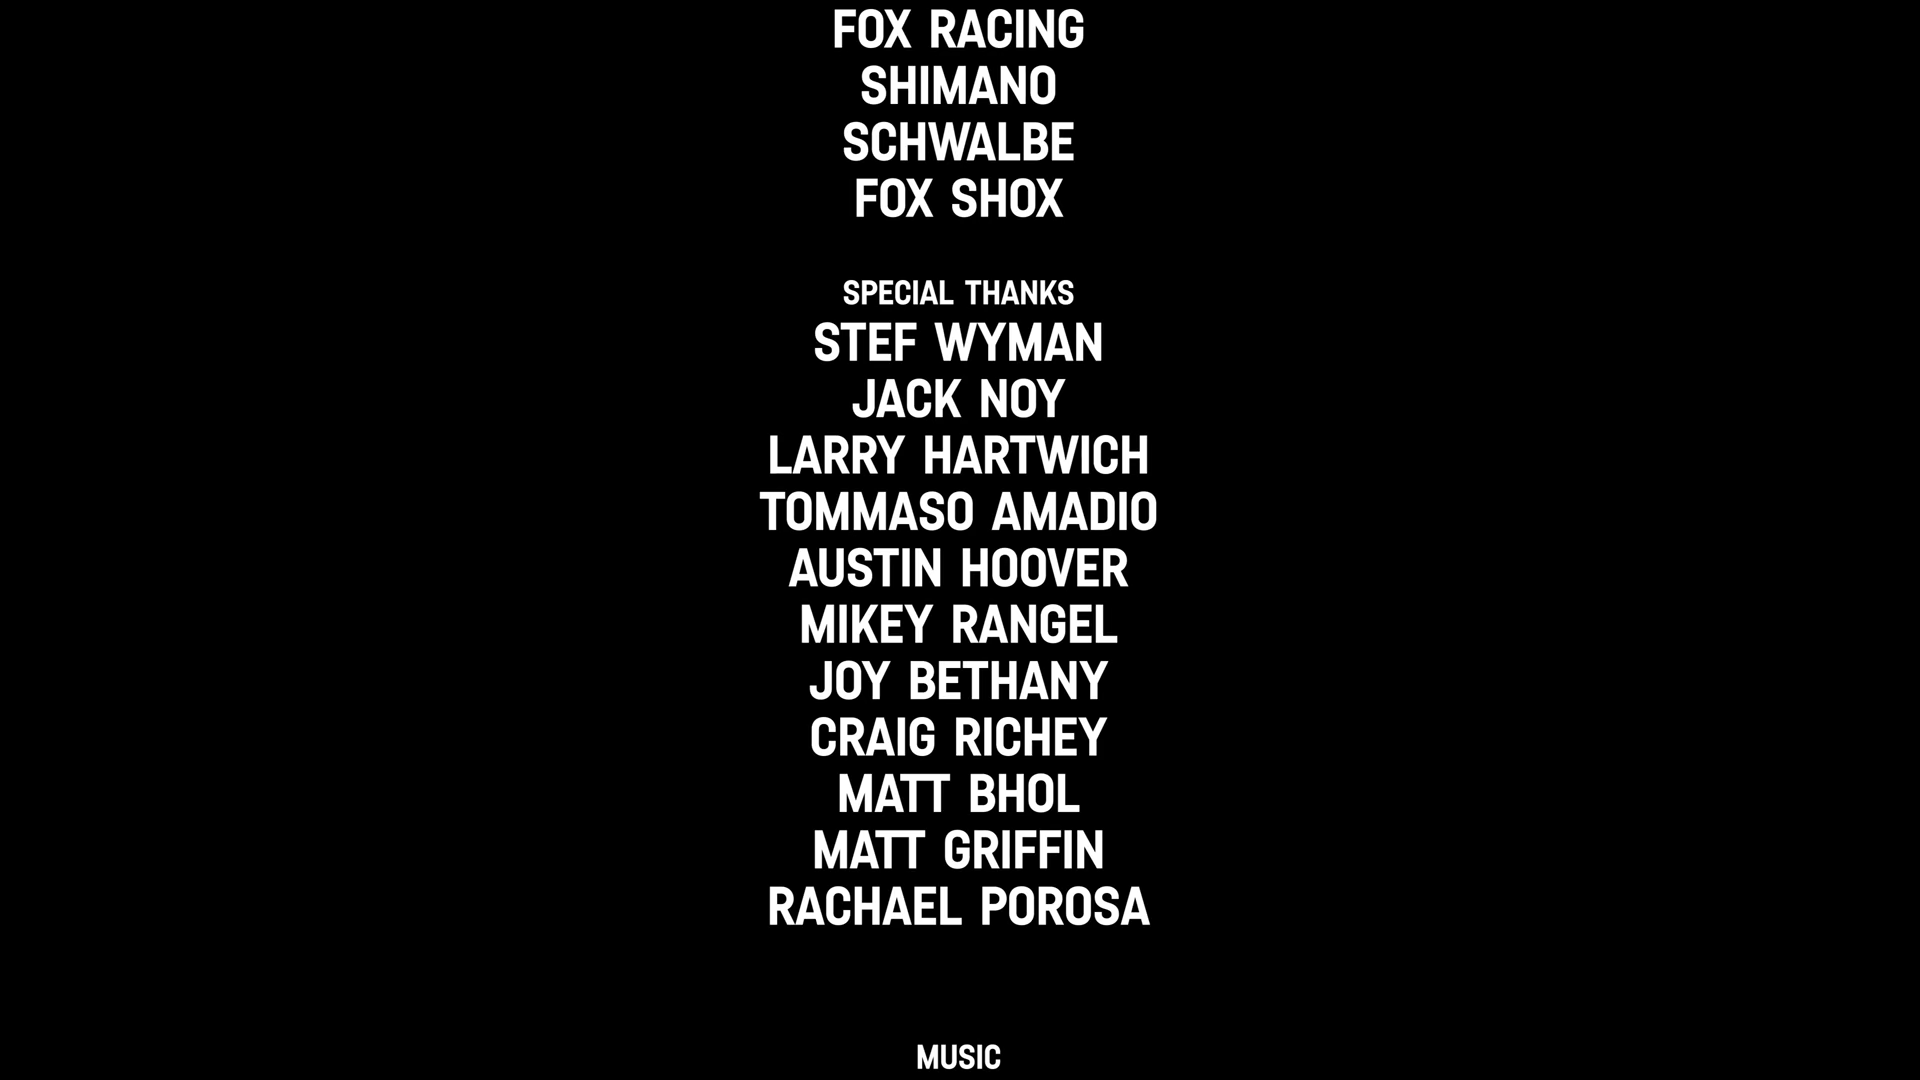 FOX RACING
SHIMANO
SCHWALBE
FOX SHOX
SPECIAL THANKS
STEF WYMAN
JACK NOY
LARRY HARTWICH
TOMMASO AMADIO
AUSTIN HOOVER
MIKEY RANGEL
JOY BETHANY
CRAIG RICHEY
MATT BHOL
MATT GRIFFIN
RACHAEL POROSA
MUSIC